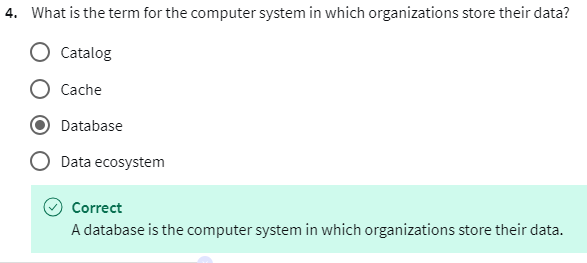 4. What is the term for the computer system in which organizations store their data?
Catalog
Cache
Database
Data ecosystem
Correct
A database is the computer system in which organizations store their data.